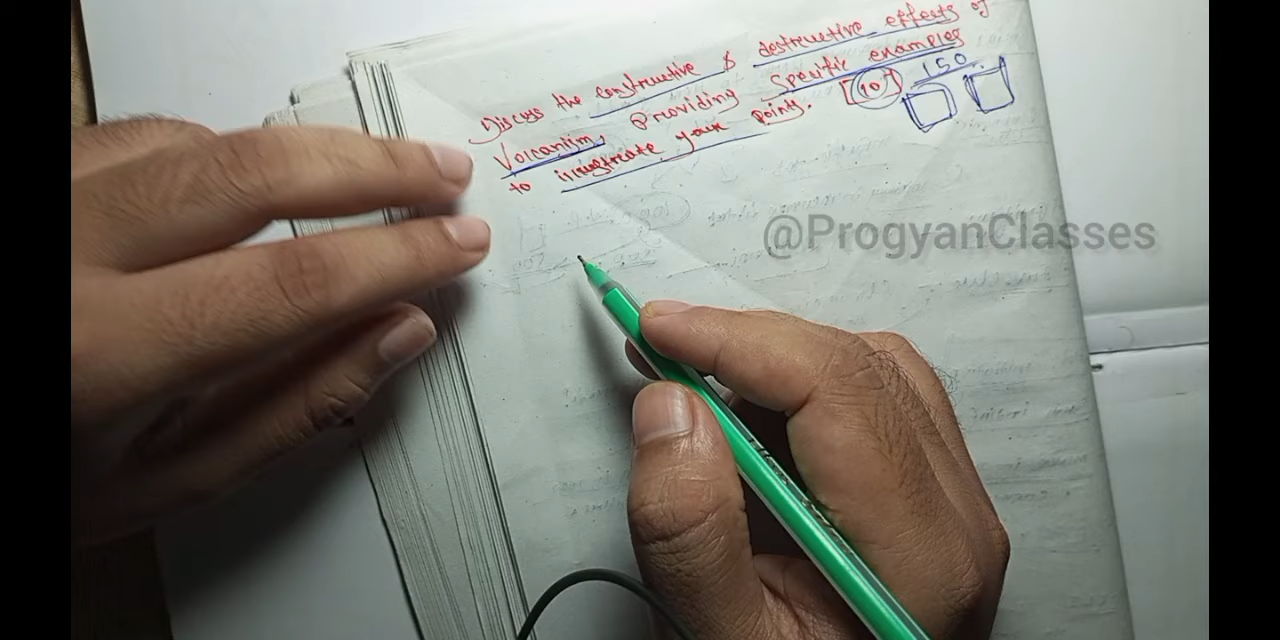 Discuss the constructive & destructive effects of
Volcanism, Providing specific examples
to illustrate your points. [10] 150
@ProgyanClasses